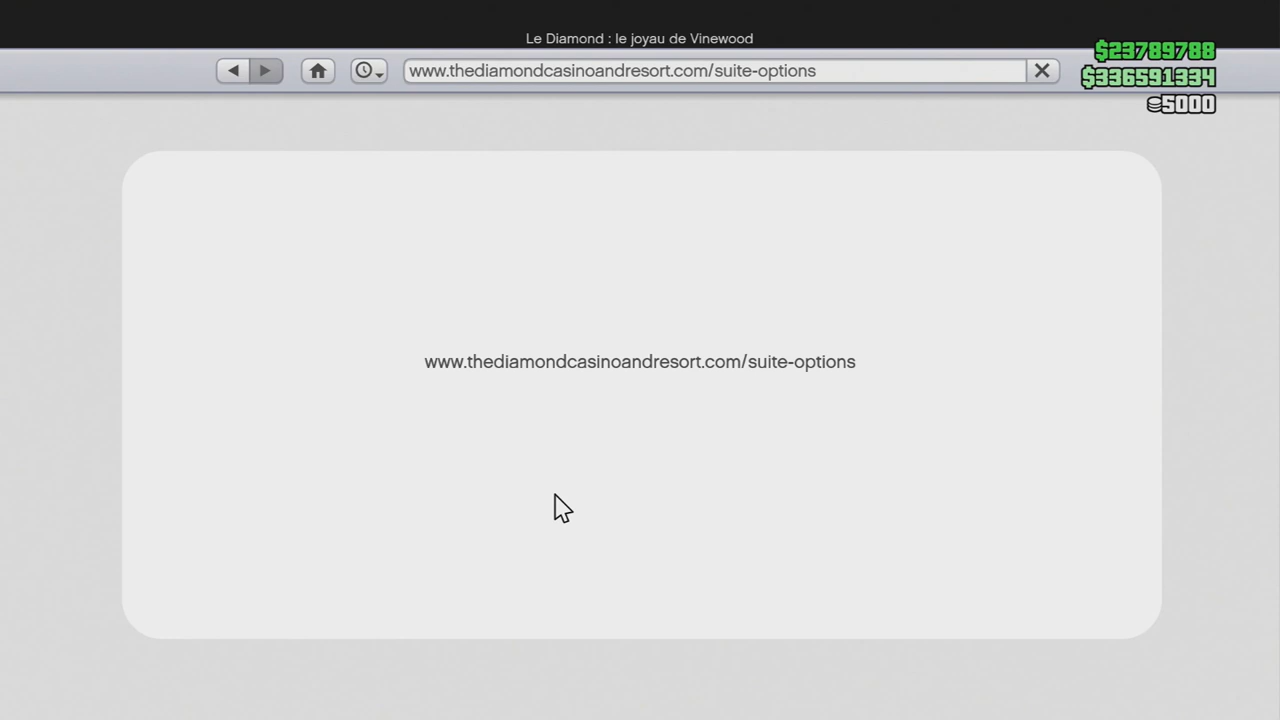 Le Diamond : le joyau de Vinewood
www.thediamondcasinoandresort.com/suite-options
$23789788
$336591334
5000
www.thediamondcasinoandresort.com/suite-options